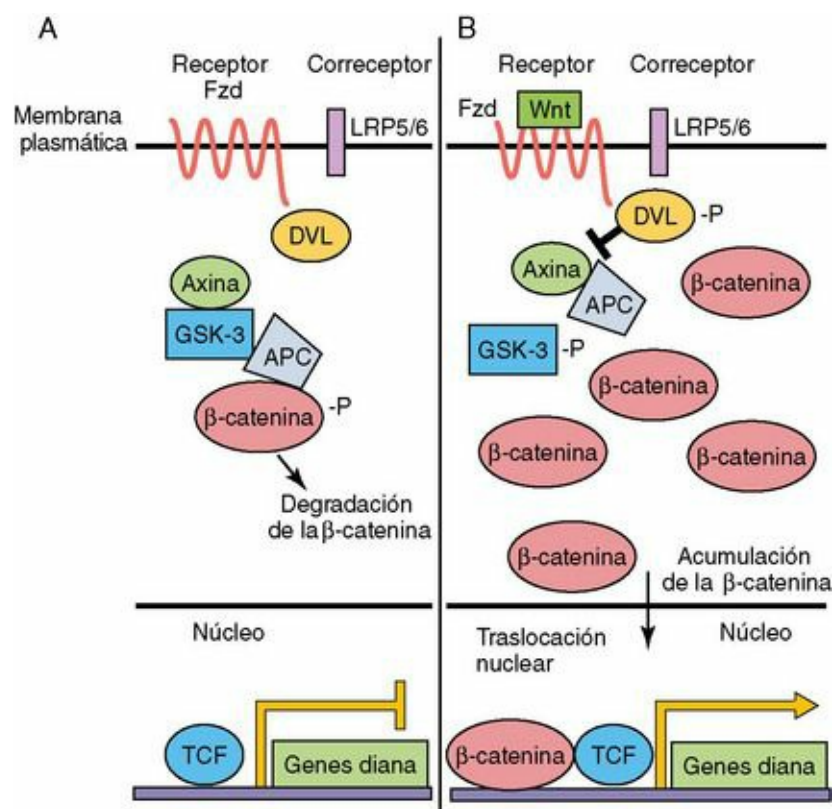 A
Receptor
Fzd
Correceptor
Membrana
plasmática
LRP5/6
DVL
Axina
GSK-3
APC
β-catenina
-P
Degradación
de la β-catenina
Núcleo
TCF
Genes diana
B
Receptor
Correceptor
Fzd
Wnt
LRP5/6
DVL
-P
Axina
APC
β-catenina
GSK-3
-P
β-catenina
β-catenina
β-catenina
β-catenina
Acumulación
de la β-catenina
Traslocación
nuclear
Núcleo
β-catenina
TCF
Genes diana